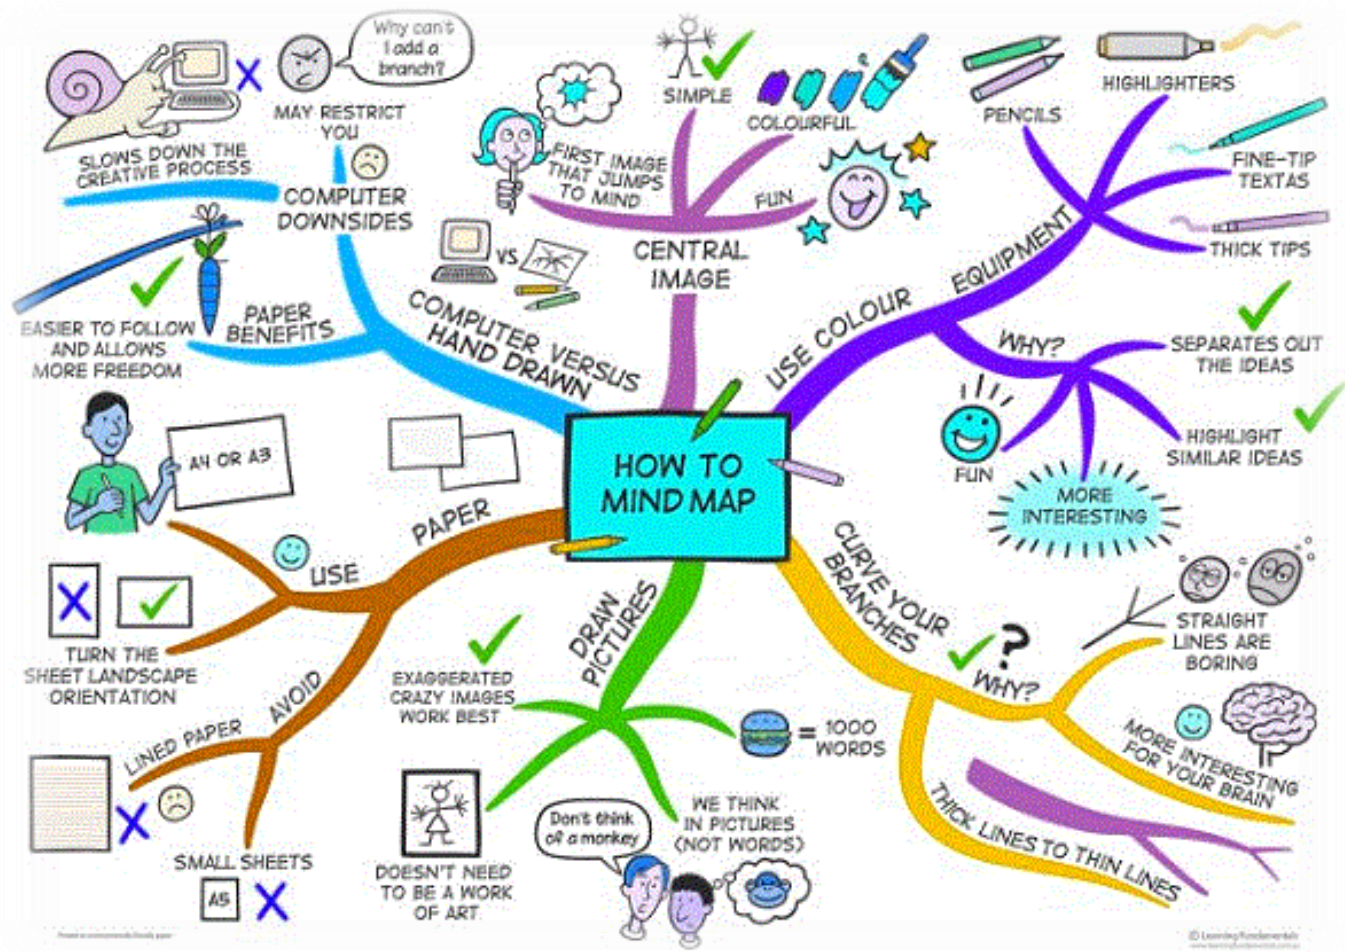 Why can't
I add a
branch?
MAY RESTRICT
YOU
SLOWS DOWN THE
CREATIVE PROCESS
COMPUTER
DOWNSIDES
EASIER TO FOLLOW
AND ALLOWS
MORE FREEDOM
PAPER
BENEFITS
VS.
COMPUTER VERSUS
HAND DRAWN
SIMPLE
COLOURFUL
FIRST IMAGE
THAT JUMPS
TO MIND
FUN
CENTRAL
IMAGE
PENCILS
HIGHLIGHTERS
FINE-TIP
TEXTAS
THICK TIPS
EQUIPMENT
USE COLOUR
WHY?
SEPARATES OUT
THE IDEAS
HIGHLIGHT
SIMILAR IDEAS
FUN
MORE
INTERESTING
HOW TO
MIND MAP
A4 OR A3
PAPER
USE
TURN THE
SHEET LANDSCAPE
ORIENTATION
AVOID
LINED PAPER
SMALL SHEETS
A5
DRAW
PICTURES
EXAGGERATED
CRAZY IMAGES
WORK BEST
= 1000
WORDS
DOESN'T NEED
TO BE A WORK
OF ART
Don't think
of a monkey
WE THINK
IN PICTURES
(NOT WORDS)
CURVE YOUR
BRANCHES
?
WHY?
STRAIGHT
LINES ARE
BORING
MORE INTERESTING
FOR YOUR BRAIN
THICK LINES TO THIN LINES
© Learning Fundamentals